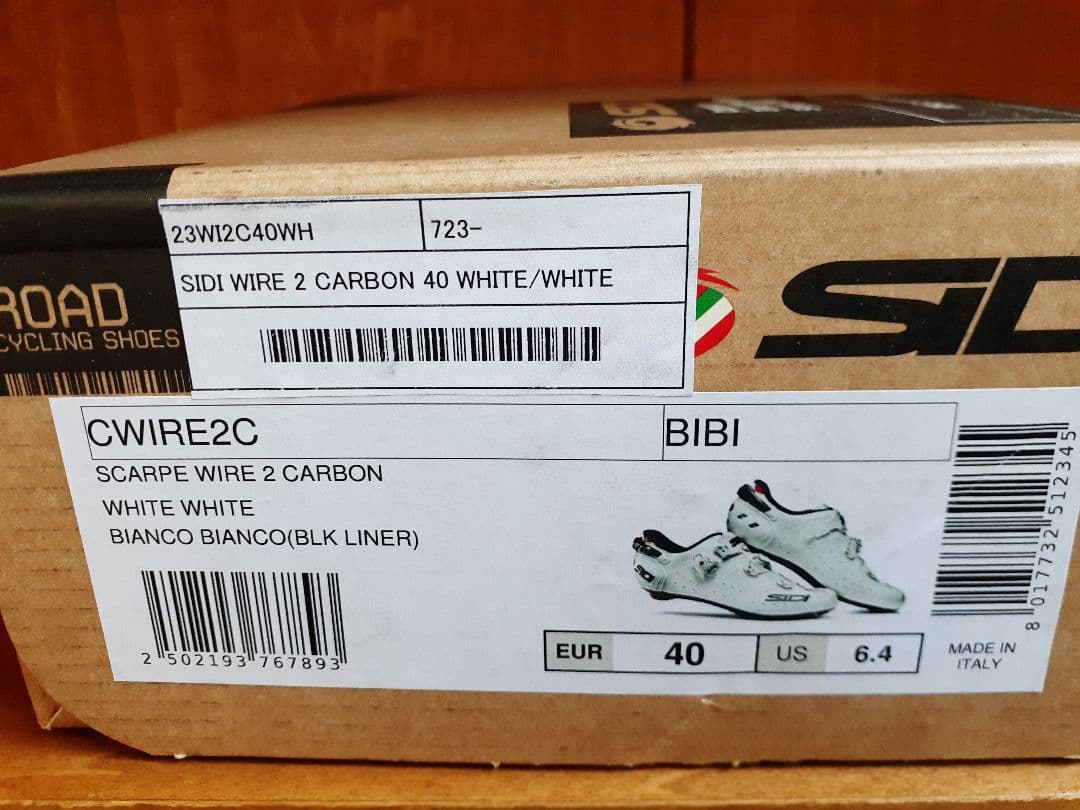 SIDI
23WI2C40WH
723-
SIDI WIRE 2 CARBON 40 WHITE/WHITE
ROAD
CYCLING SHOES
CWIRE2C
BIBI
SCARPE WIRE 2 CARBON
WHITE WHITE
BIANCO BIANCO(BLK LINER)
2 502193 767893
SIDI
SIDI
EUR 40 US 6.4
MADE IN
ITALY
8 017732 512345